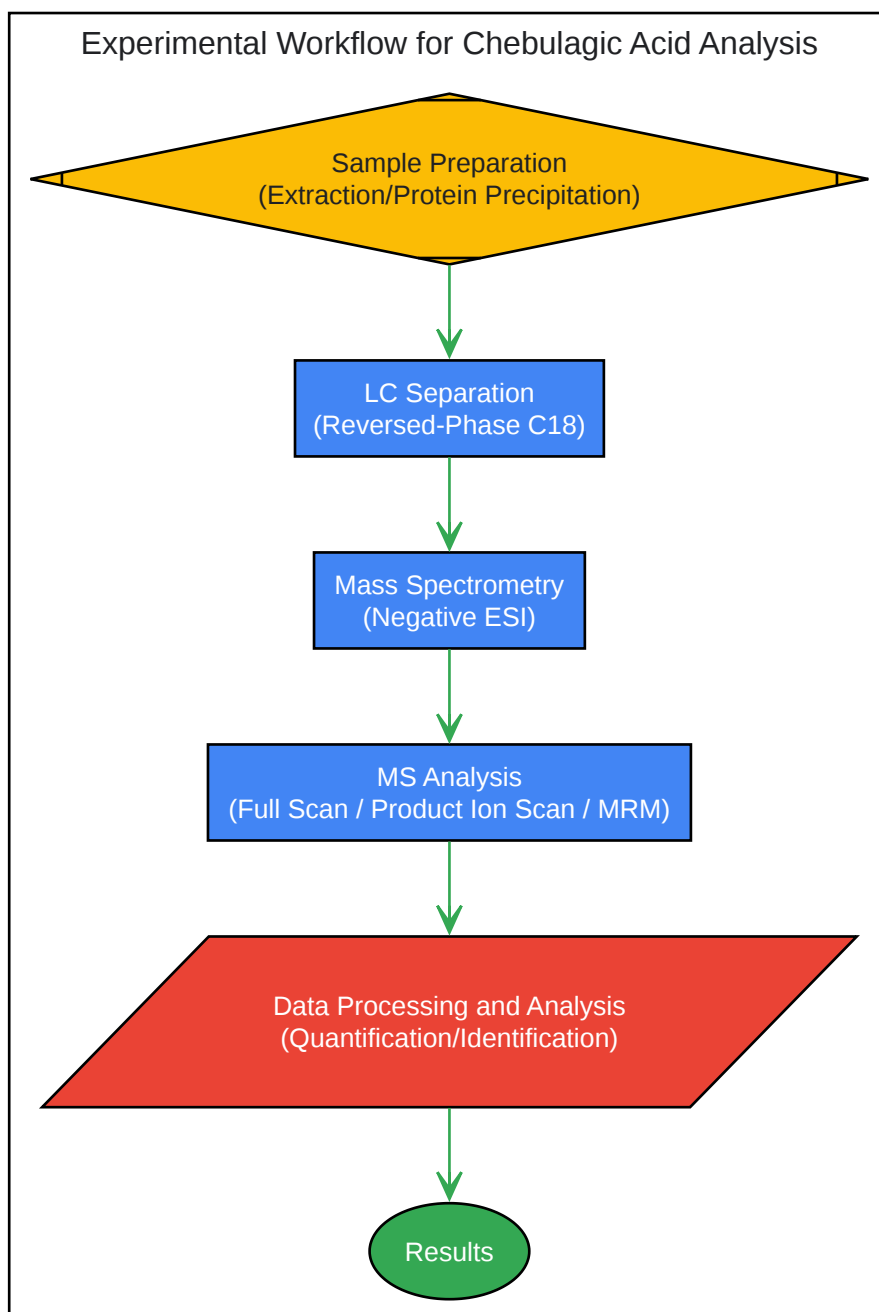 Experimental Workflow for Chebulagic Acid Analysis
Sample Preparation
(Extraction/Protein Precipitation)
LC Separation
(Reversed-Phase C18)
Mass Spectrometry
(Negative ESI)
MS Analysis
(Full Scan / Product Ion Scan / MRM)
Data Processing and Analysis
(Quantification/Identification)
Results